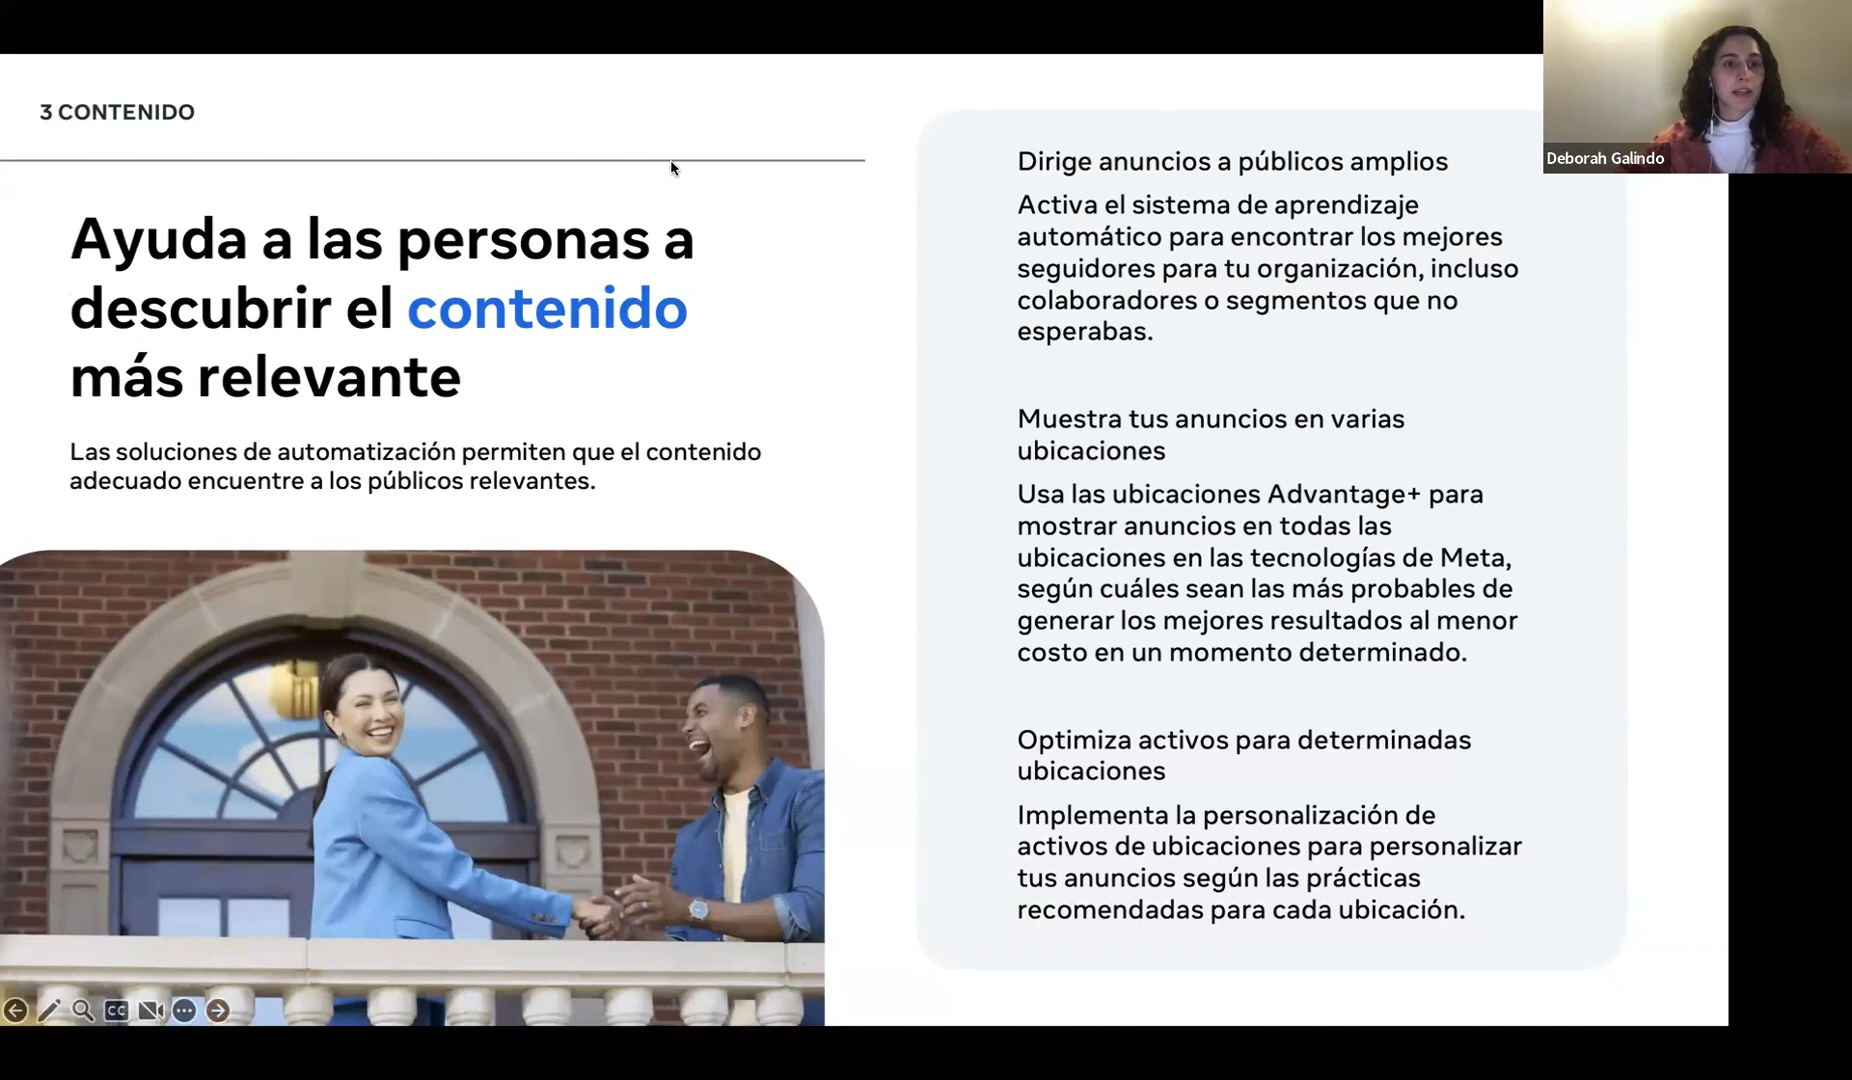 3 CONTENIDO
Ayuda a las personas a
descubrir el contenido
más relevante
Las soluciones de automatización permiten que el contenido
adecuado encuentre a los públicos relevantes.
Dirige anuncios a públicos amplios
Activa el sistema de aprendizaje
automático para encontrar los mejores
seguidores para tu organización, incluso
colaboradores o segmentos que no
esperabas.
Muestra tus anuncios en varias
ubicaciones
Usa las ubicaciones Advantage+ para
mostrar anuncios en todas las
ubicaciones en las tecnologías de Meta,
según cuáles sean las más probables de
generar los mejores resultados al menor
costo en un momento determinado.
Optimiza activos para determinadas
ubicaciones
Implementa la personalización de
activos de ubicaciones para personalizar
tus anuncios según las prácticas
recomendadas para cada ubicación.
Deborah Galindo
CC